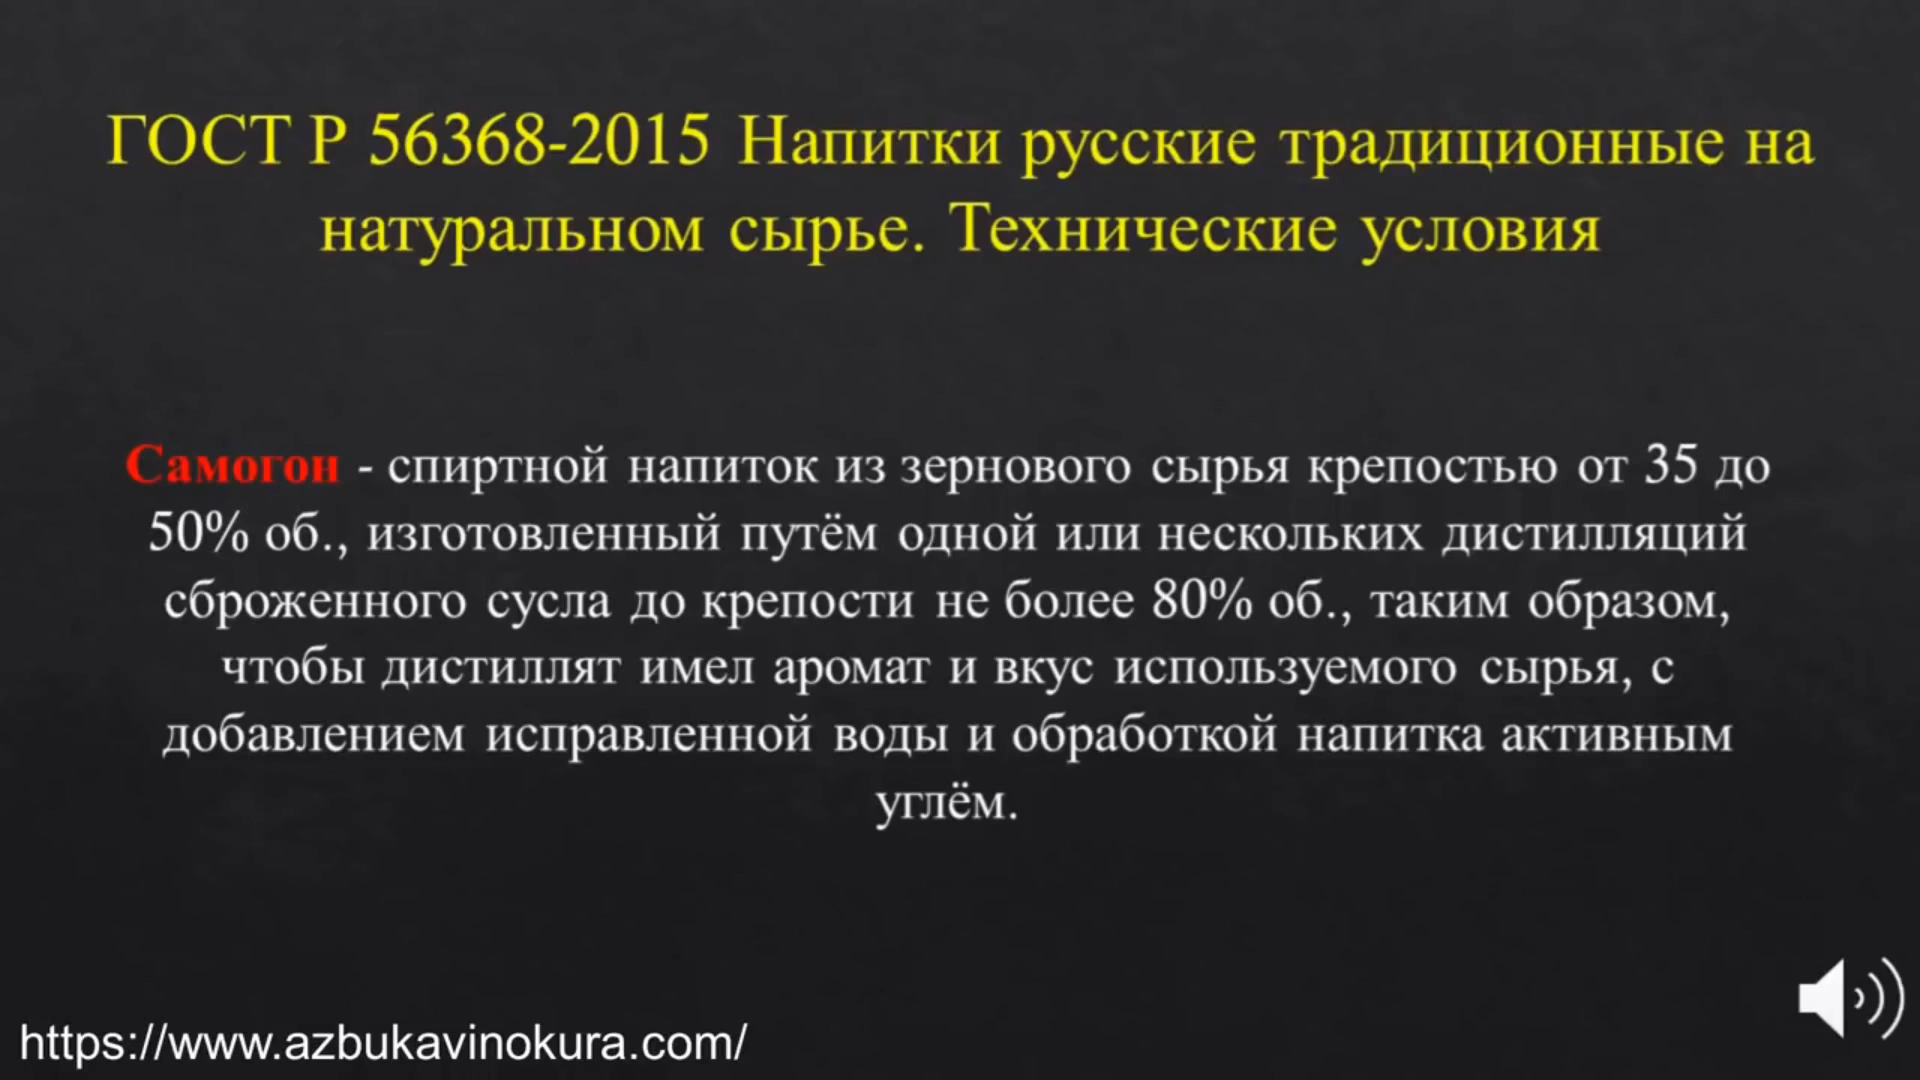 ГОСТ Р 56368-2015 Напитки русские традиционные на
натуральном сырье. Технические условия
Самогон - спиртной напиток из зернового сырья крепостью от 35 до
50% об., изготовленный путём одной или нескольких дистилляций
сброженного сусла до крепости не более 80% об., таким образом,
чтобы дистиллят имел аромат и вкус используемого сырья, с
добавлением исправленной воды и обработкой напитка активным
углём.
https://www.azbukavinokura.com/